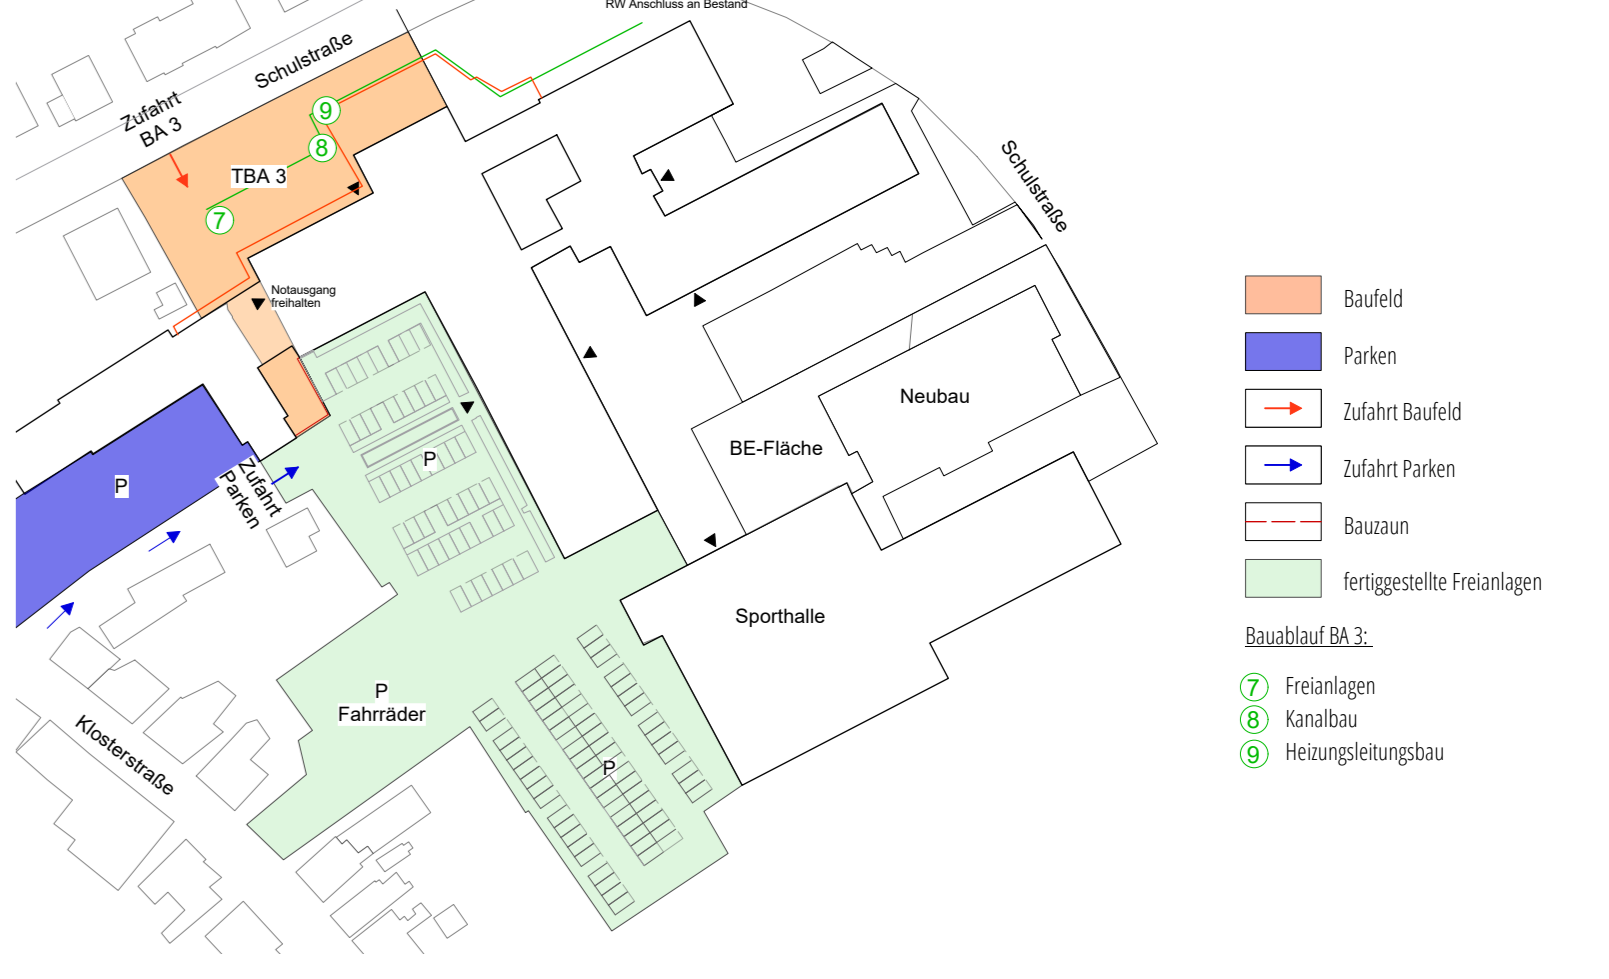 RW Anschluss an Bestand
Schulstraße
Zufahrt
BA 3
9
8
TBA 3
7
Schulstraße
Notausgang
freihalten
Neubau
BE-Fläche
P
P
Zufahrt
Parken
Sporthalle
P
Fahrräder
P
Klosterstraße
Baufeld
Parken
Zufahrt Baufeld
Zufahrt Parken
Bauzaun
fertiggestellte Freianlagen
Bauablauf BA 3:
7 Freianlagen
8 Kanalbau
9 Heizungsleitungsbau